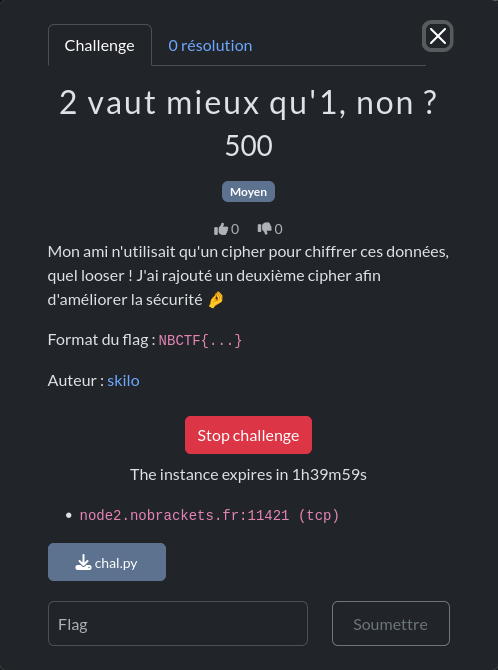 Challenge
0 résolution
2 vaut mieux qu'1, non ?
500
Moyen
0
0
Mon ami n'utilisait qu'un cipher pour chiffrer ces données,
quel looser ! J'ai rajouté un deuxième cipher afin
d'améliorer la sécurité 🤌
Format du flag : NBCTF{...}
Auteur : skilo
Stop challenge
The instance expires in 1h39m59s
• node2.nobrackets.fr:11421 (tcp)
chal.py
Flag
Soumettre